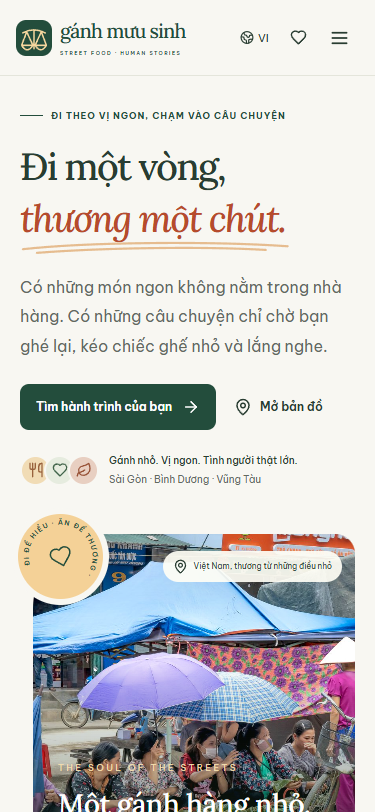 gánh mưu sinh
STREET FOOD · HUMAN STORIES
VI
ĐI THEO VỊ NGON, CHẠM VÀO CÂU CHUYỆN
Đi một vòng,
thương một chút.
Có những món ngon không nằm trong nhà
hàng. Có những câu chuyện chỉ chờ bạn
ghé lại, kéo chiếc ghế nhỏ và lắng nghe.
Tìm hành trình của bạn
Mở bản đồ
Gánh nhỏ. Vị ngon. Tình người thật lớn.
Sài Gòn · Bình Dương · Vũng Tàu
ĐI ĐỂ HIỂU · ĂN ĐỂ THƯƠNG ·
Việt Nam, thương từ những điều nhỏ
THE SOUL OF THE STREETS
Một gánh hàng nhỏ,